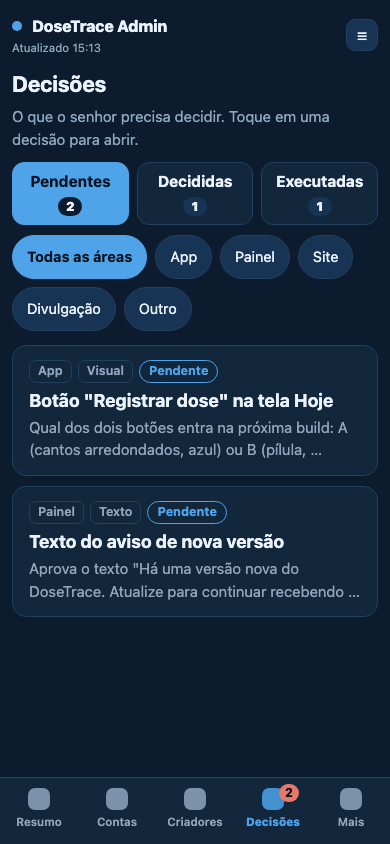 DoseTrace Admin
Atualizado 15:13
≡
Decisões
O que o senhor precisa decidir. Toque em uma
decisão para abrir.
Pendentes
2
Decididas
1
Executadas
1
Todas as áreas
App
Painel
Site
Divulgação
Outro
App
Visual
Pendente
Botão "Registrar dose" na tela Hoje
Qual dos dois botões entra na próxima build: A
(cantos arredondados, azul) ou B (pílula, ...
Painel
Texto
Pendente
Texto do aviso de nova versão
Aprova o texto "Há uma versão nova do
DoseTrace. Atualize para continuar recebendo ...
Resumo
Contas
Criadores
2
Decisões
Mais